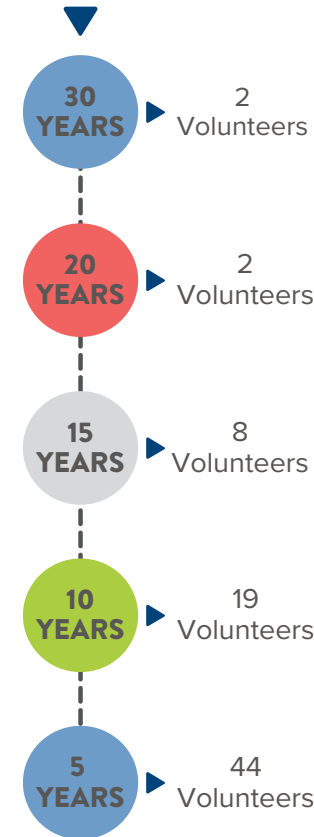 30
YEARS
2
Volunteers
20
YEARS
2
Volunteers
15
YEARS
8
Volunteers
10
YEARS
19
Volunteers
5
YEARS
44
Volunteers